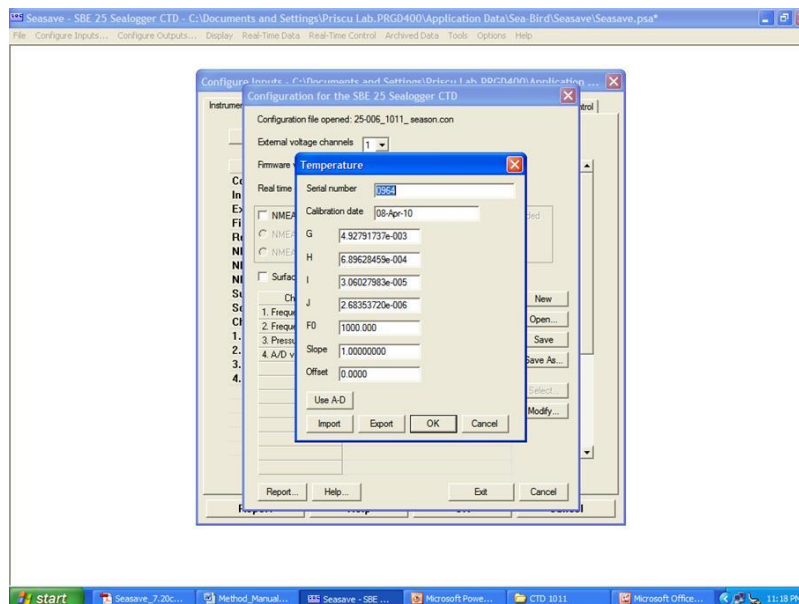 Seasave - SBE 25 Sealogger CTD - C:\Documents and Settings\Priscu Lab.PRGD400\Application Data\Sea-Bird\Seasave\Seasave.psa*
File Configure Inputs... Configure Outputs... Display Real-Time Data Real-Time Control Archived Data Tools Options Help
Configure Inputs - C:\Documents and Settings\Priscu Lab.PRGD400\Application ...
Configuration for the SBE 25 Sealogger CTD
Configuration file opened: 25-006_1011_ season.con
External voltage channels 1
Firmware
Real time
NMEA
NMEA
NMEA
Surfac
Ch
1. Freque
2. Freque
3. Pressu
4. A/D v
Temperature
Serial number 0964
Calibration date 08-Apr-10
G 4.92791737e-003
H 6.89628459e-004
I 3.06027983e-005
J 2.68353720e-006
F0 1000.000
Slope 1.00000000
Offset 0.0000
Use A-D
Import Export OK Cancel
New
Open...
Save
Save As...
Select...
Modify...
Report... Help... Exit Cancel
start Seasave_7.20c... Method_Manual... Seasave - SBE ... Microsoft Powe... CTD 1011 Microsoft Office... 11:18 PM